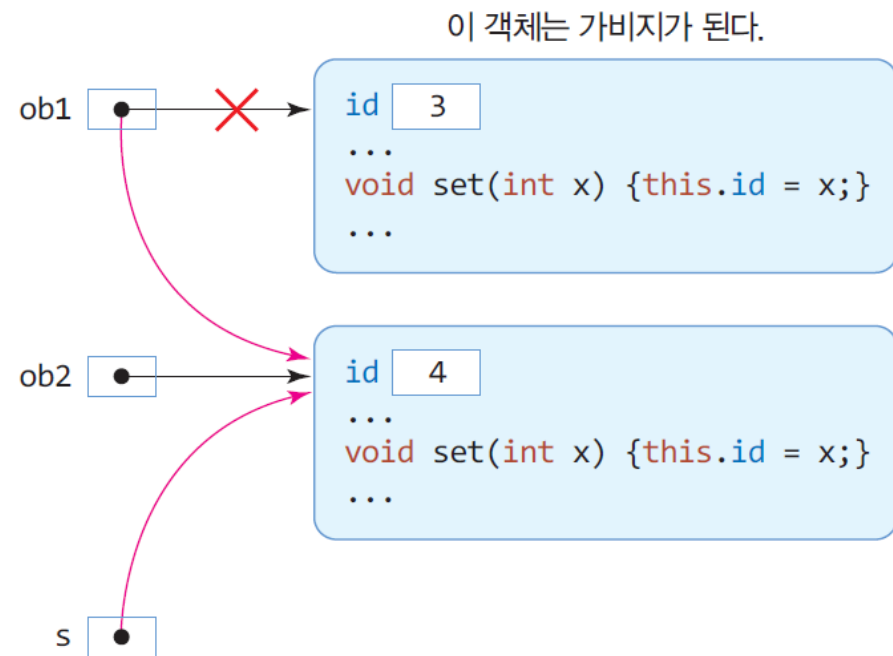 이 객체는 가비지가 된다.
ob1
id 3
...
void set(int x) {this.id = x;}
...
ob2
id 4
...
void set(int x) {this.id = x;}
...
s